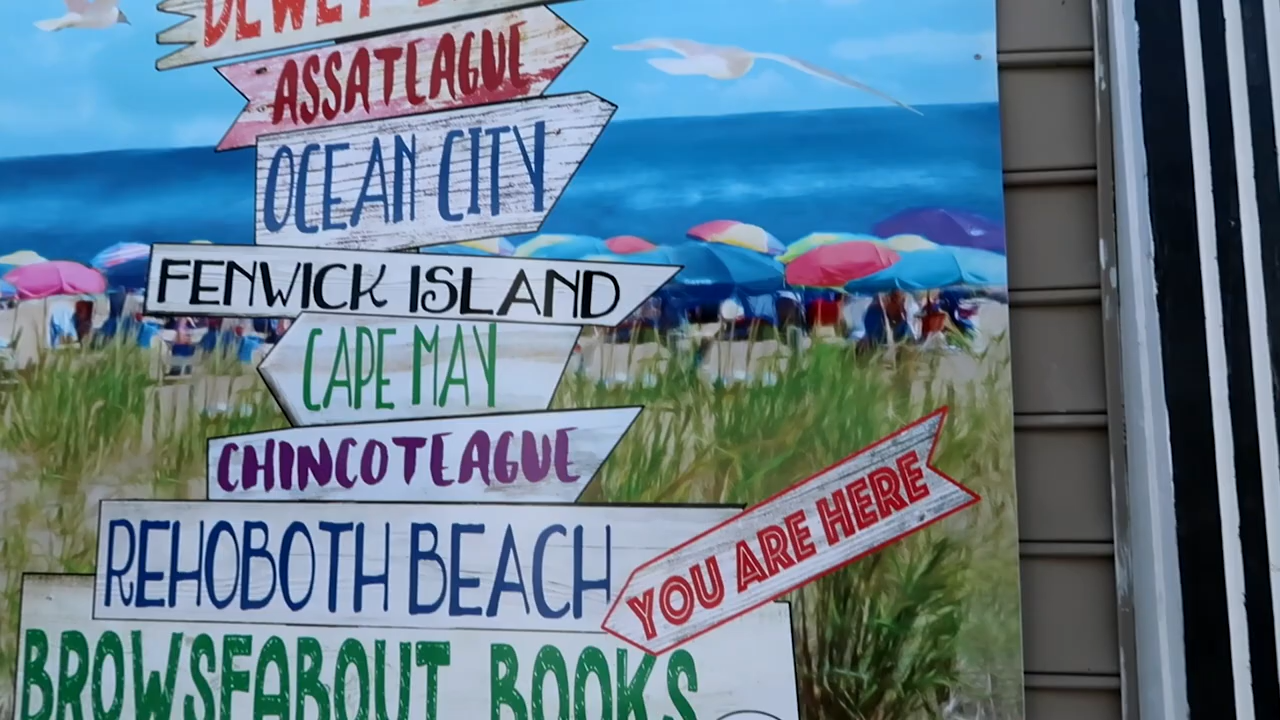 DEWEY
ASSATEAGUE
OCEAN CITY
FENWICK ISLAND
CAPE MAY
CHINCOTEAGUE
REHOBOTH BEACH
YOU ARE HERE
BROWSEABOUT BOOKS